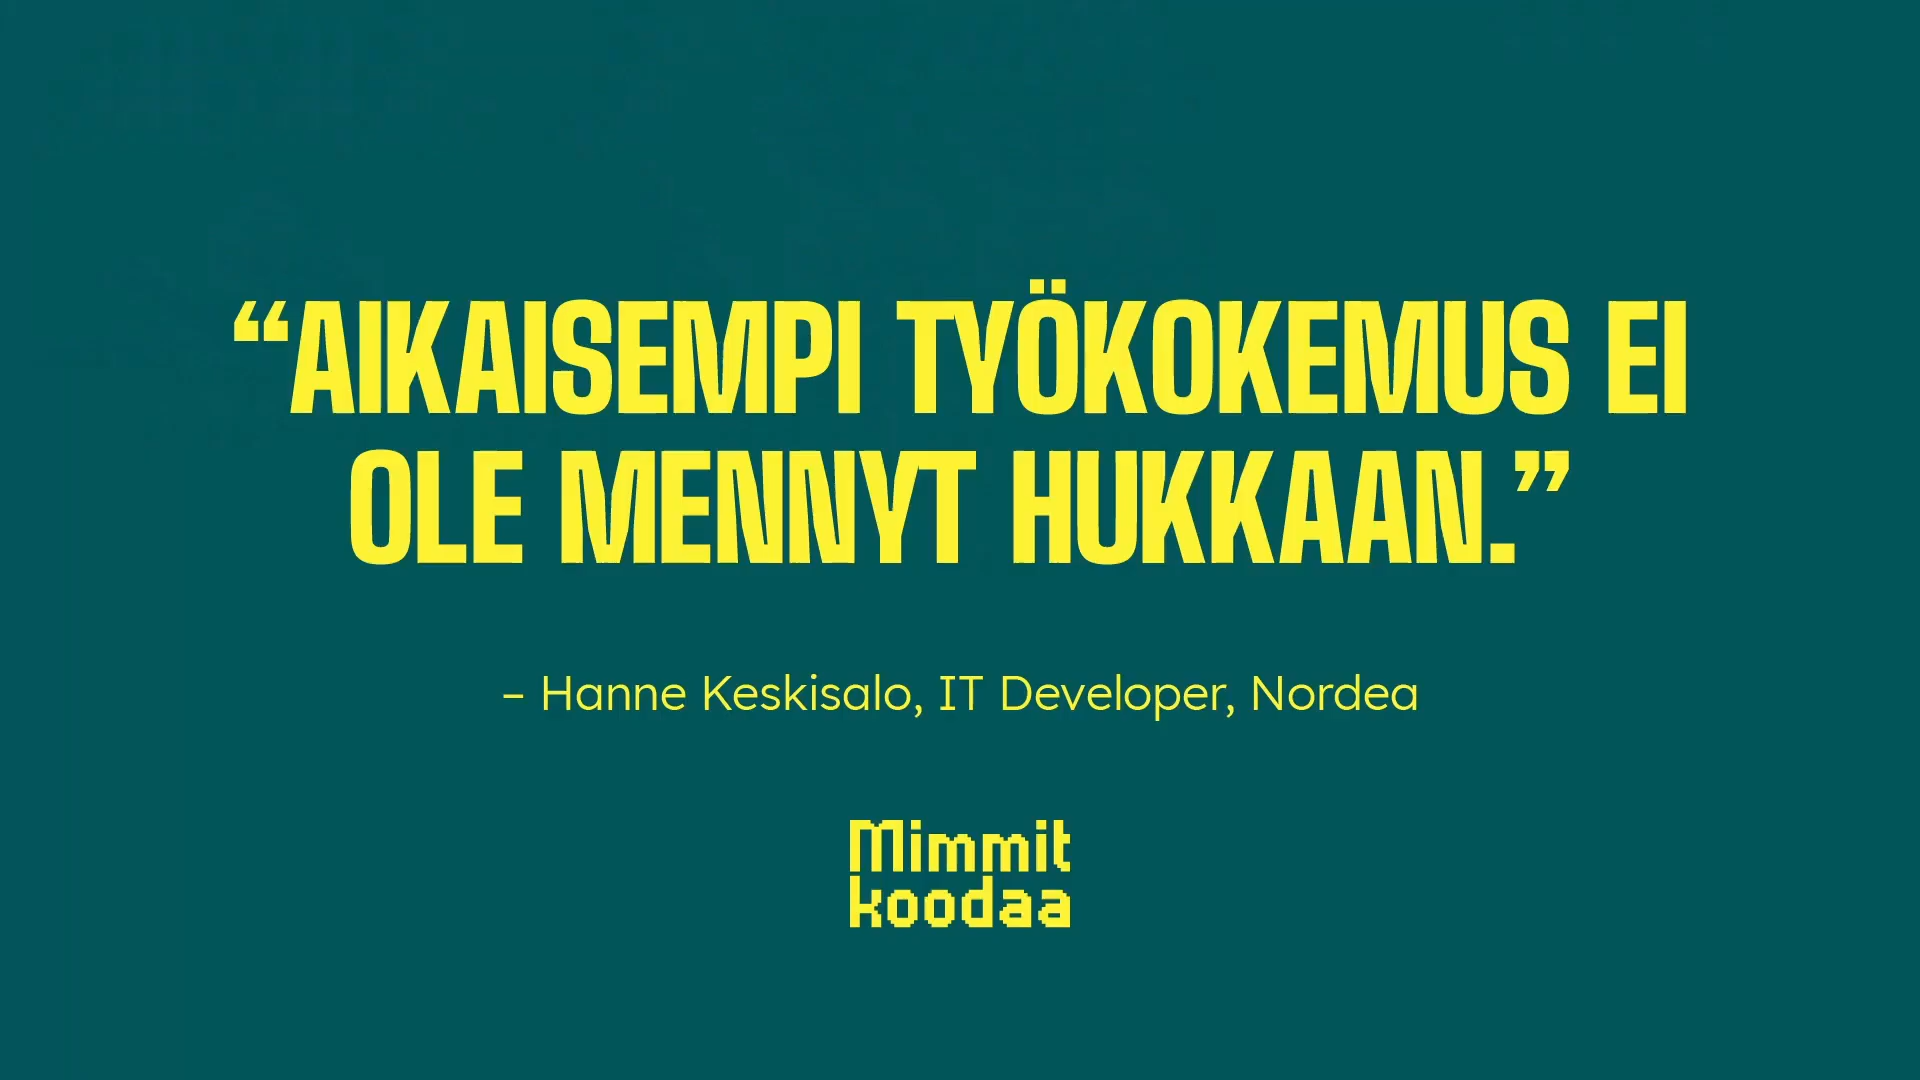 “AIKAISEMPI TYÖKOKEMUS EI
OLE MENNYT HUKKAAN.”
– Hanne Keskisalo, IT Developer, Nordea
Mimmit
koodaa